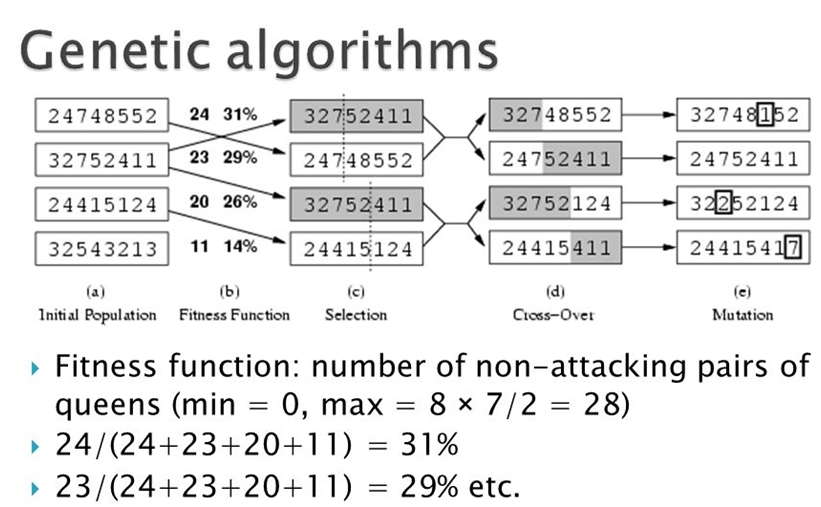 Genetic algorithms
24748552 24 31% 32752411 32748552 32748152
32752411 23 29% 24748552 24752411 24752411
24415124 20 26% 32752411 32752124 32252124
32543213 11 14% 24415124 24415411 24415417
(a) (b) (c) (d) (e)
Initial Population Fitness Function Selection Cross-Over Mutation
Fitness function: number of non-attacking pairs of
queens (min = 0, max = 8 × 7/2 = 28)
24/(24+23+20+11) = 31%
23/(24+23+20+11) = 29% etc.